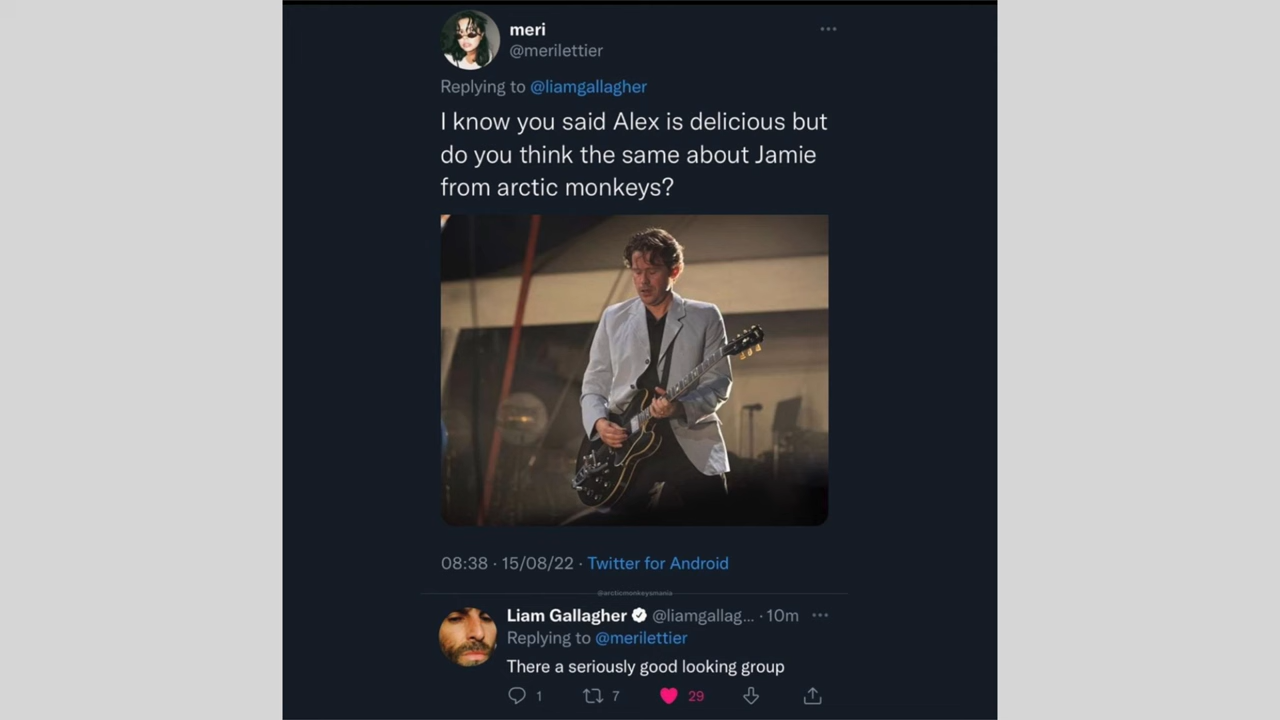 meri
@merilettier
Replying to @liamgallagher
I know you said Alex is delicious but
do you think the same about Jamie
from arctic monkeys?
08:38 · 15/08/22 · Twitter for Android
@arcticmonkeysmania
Liam Gallagher @liamgallag... · 10m
Replying to @merilettier
There a seriously good looking group
1 7 29